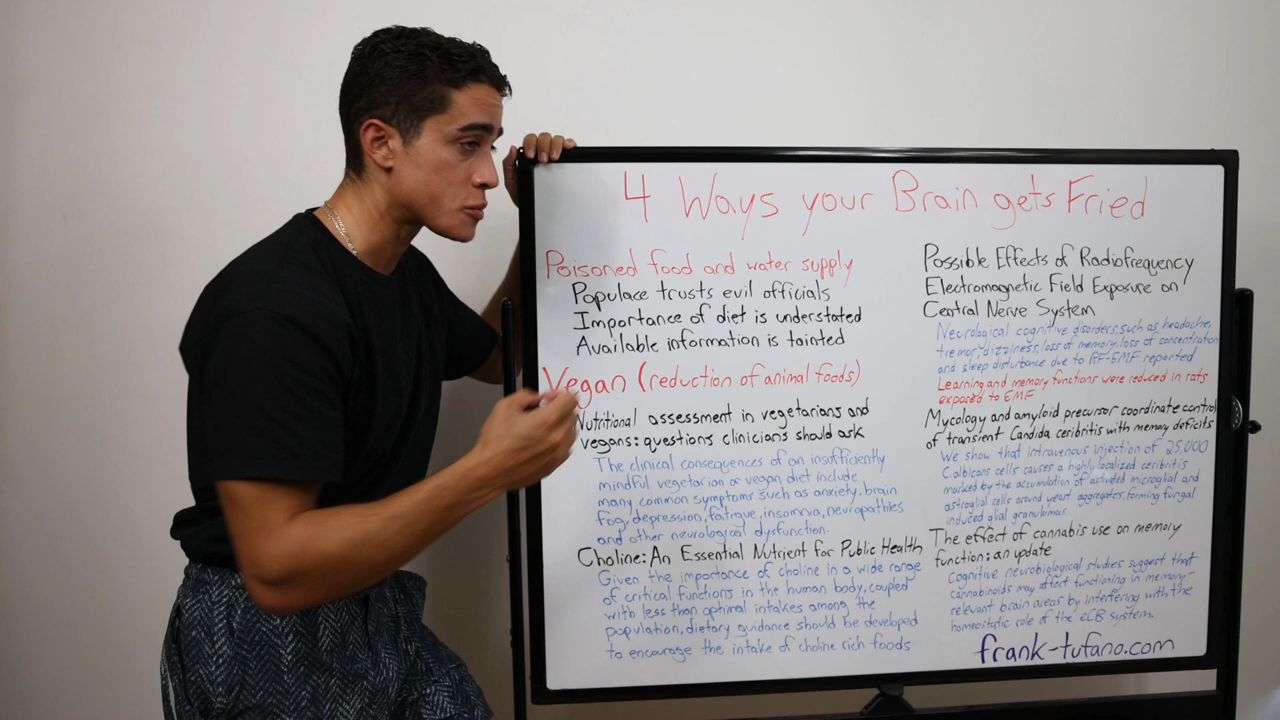 4 Ways your Brain gets Fried
Poisoned food and water supply
Populace trusts evil officials
Importance of diet is understated
Available information is tainted
Vegan (reduction of animal foods)
Nutritional assessment in vegetarians and
vegans: questions clinicians should ask
The clinical consequences of an insufficiently
mindful vegetarian or vegan diet include
many common symptoms such as anxiety, brain
fog, depression, fatigue, insomnia, neuropathies
and other neurological dysfunction.
Choline: An Essential Nutrient for Public Health
Given the importance of choline in a wide range
of critical functions in the human body, coupled
with less than optimal intakes among the
population, dietary guidance should be developed
to encourage the intake of choline rich foods
Possible Effects of Radiofrequency
Electromagnetic Field Exposure on
Central Nerve System
Neurological cognitive disorders, such as headache,
tremor, dizziness, loss of memory, loss of concentration
and sleep disturbance due to RF-EMF reported
Learning and memory functions were reduced in rats
exposed to EMF
Mycology and amyloid precursor coordinate control
of transient Candida ceribritis with memory deficits
We show that intravenous injection of 25,000
C.albicans cells causes a highly localized ceribritis
marked by the accumulation of activated microglial and
astroglial cells around yeast aggregates, forming fungal
induced glial granulomas
The effect of cannabis use on memory
function: an update
Cognitive neurobiological studies suggest that
cannabinoids may affect functioning in memory-
relevant brain areas by interfering with the
homeostatic role of the eCB system.
frank-tufano.com